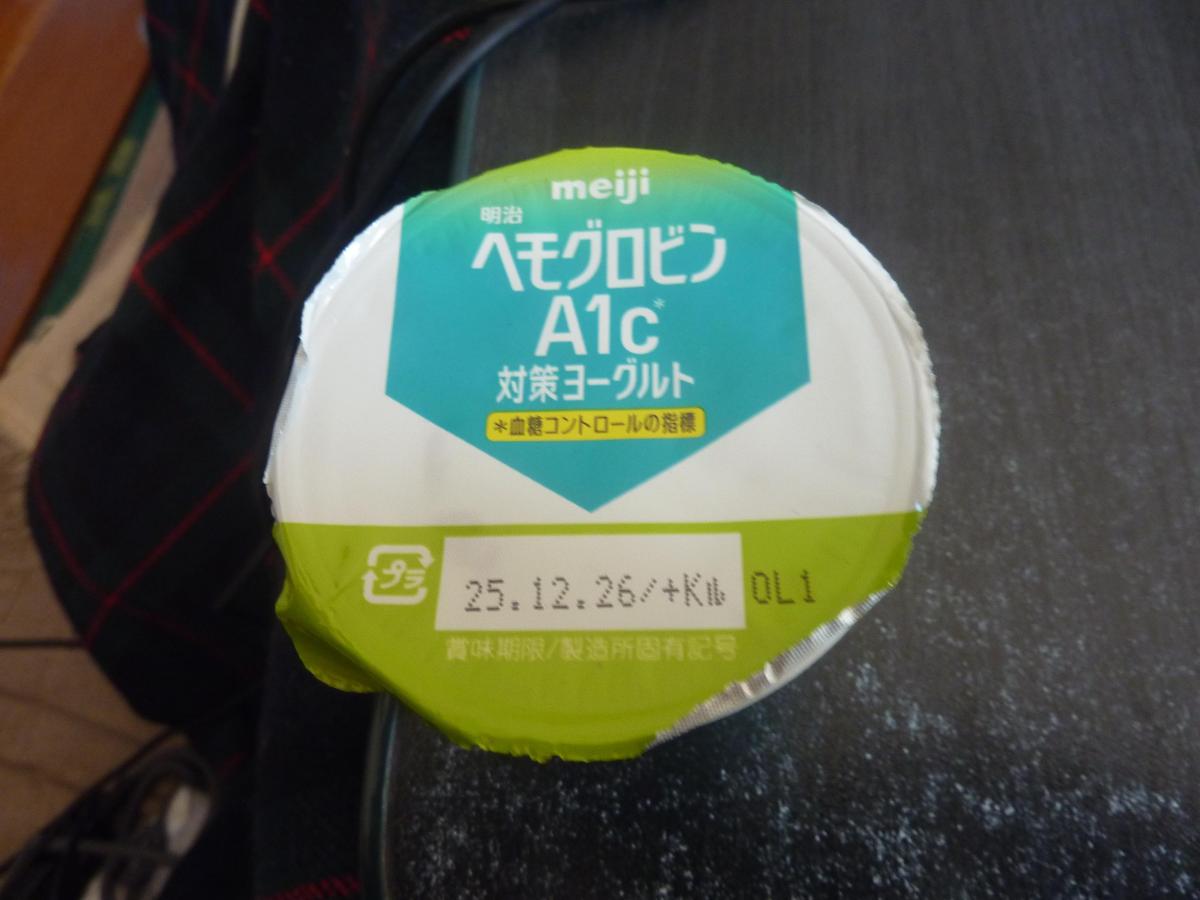 meiji
明治
ヘモグロビン
A1c*
対策ヨーグルト
*血糖コントロールの指標
プラ
25.12.26/+Kル 0L1
賞味期限/製造所固有記号